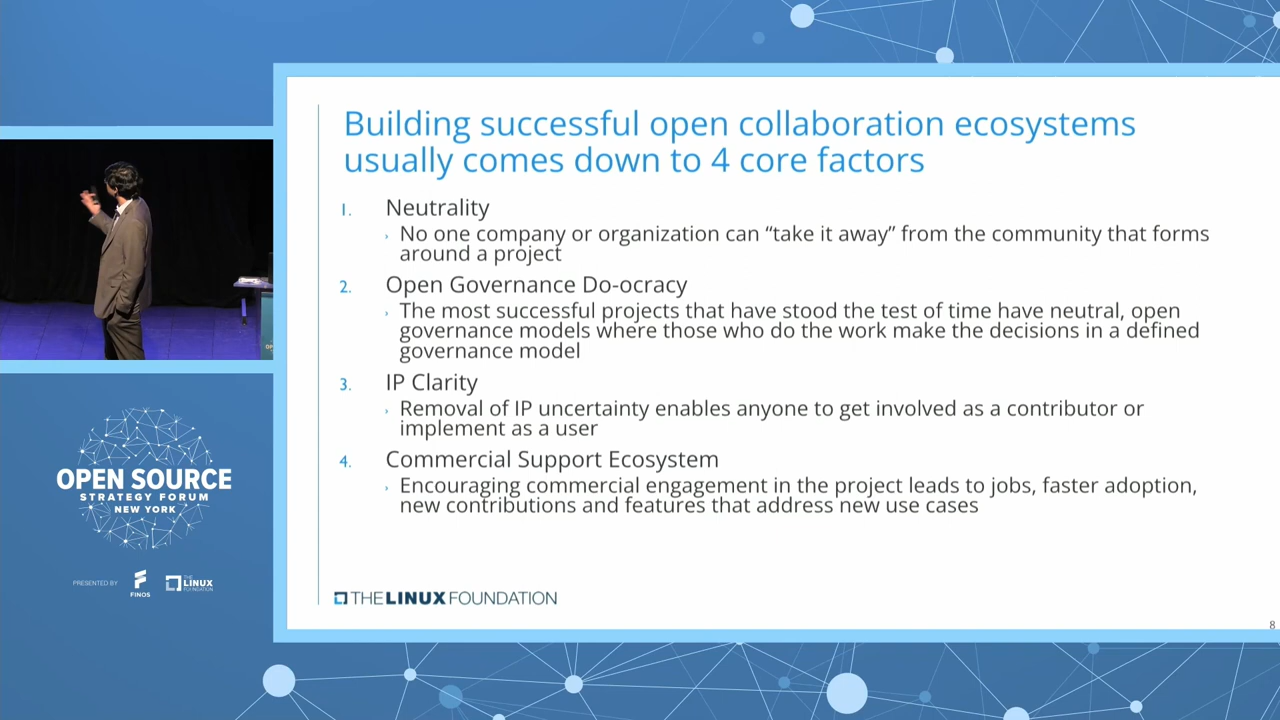 Building successful open collaboration ecosystems
usually comes down to 4 core factors
1. Neutrality
› No one company or organization can “take it away” from the community that forms
around a project
2. Open Governance Do-ocracy
› The most successful projects that have stood the test of time have neutral, open
governance models where those who do the work make the decisions in a defined
governance model
3. IP Clarity
› Removal of IP uncertainty enables anyone to get involved as a contributor or
implement as a user
4. Commercial Support Ecosystem
› Encouraging commercial engagement in the project leads to jobs, faster adoption,
new contributions and features that address new use cases
THE LINUX FOUNDATION
8
OPEN SOURCE
STRATEGY FORUM
NEW YORK
PRESENTED BY
FINOS
THE
LINUX
FOUNDATION